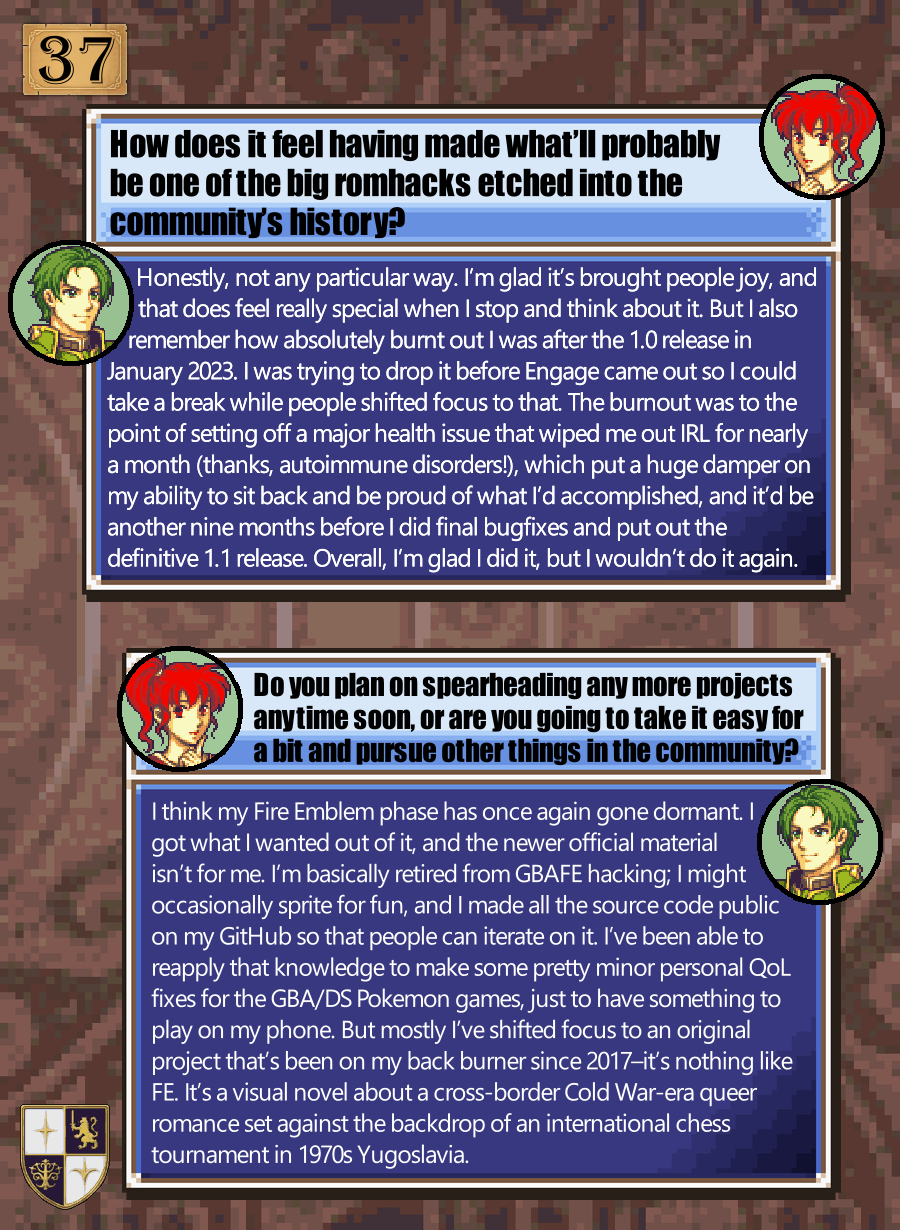 37
How does it feel having made what'll probably
be one of the big romhacks etched into the
community's history?
Honestly, not any particular way. I'm glad it's brought people joy, and
that does feel really special when I stop and think about it. But I also
remember how absolutely burnt out I was after the 1.0 release in
January 2023. I was trying to drop it before Engage came out so I could
take a break while people shifted focus to that. The burnout was to the
point of setting off a major health issue that wiped me out IRL for nearly
a month (thanks, autoimmune disorders!), which put a huge damper on
my ability to sit back and be proud of what I'd accomplished, and it'd be
another nine months before I did final bugfixes and put out the
definitive 1.1 release. Overall, I'm glad I did it, but I wouldn't do it again.
Do you plan on spearheading any more projects
anytime soon, or are you going to take it easy for
a bit and pursue other things in the community?
I think my Fire Emblem phase has once again gone dormant. I
got what I wanted out of it, and the newer official material
isn't for me. I'm basically retired from GBAFE hacking; I might
occasionally sprite for fun, and I made all the source code public
on my GitHub so that people can iterate on it. I've been able to
reapply that knowledge to make some pretty minor personal QoL
fixes for the GBA/DS Pokemon games, just to have something to
play on my phone. But mostly I've shifted focus to an original
project that's been on my back burner since 2017–it's nothing like
FE. It's a visual novel about a cross-border Cold War-era queer
romance set against the backdrop of an international chess
tournament in 1970s Yugoslavia.